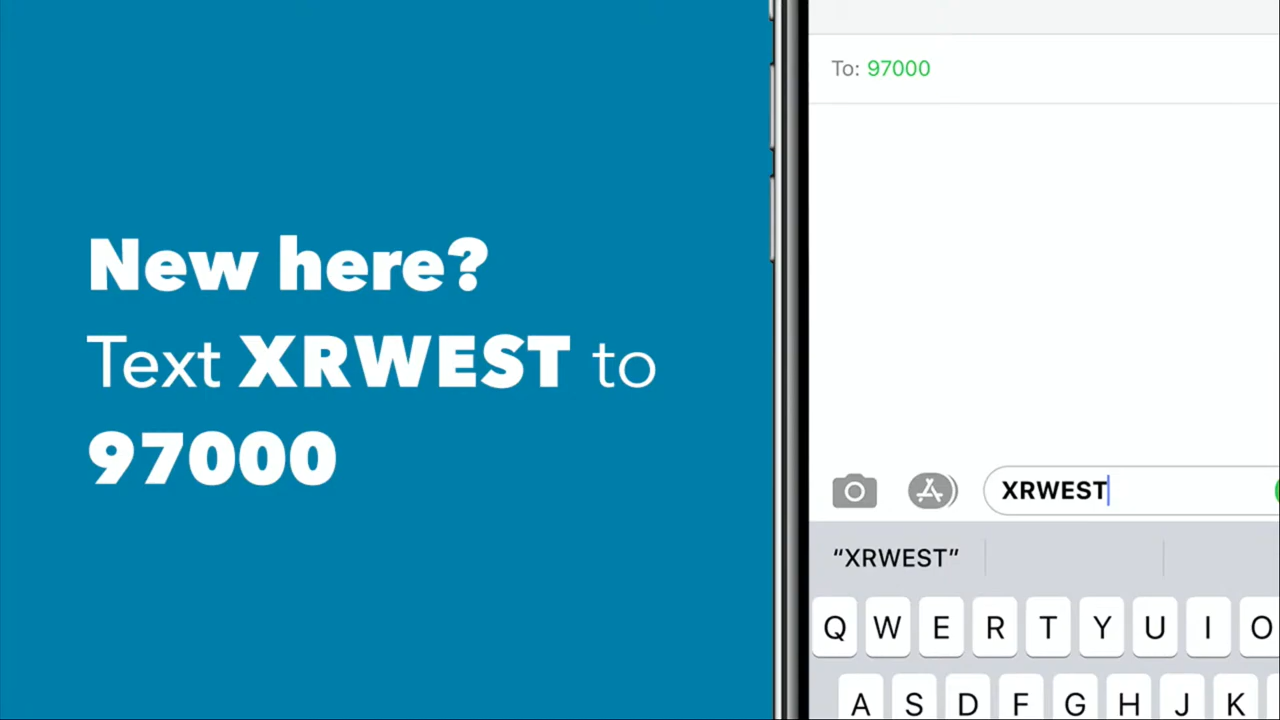 New here?
Text XRWEST to
97000
To: 97000
XRWEST
“XRWEST”
Q W E R T Y U I O
A S D F G H J K